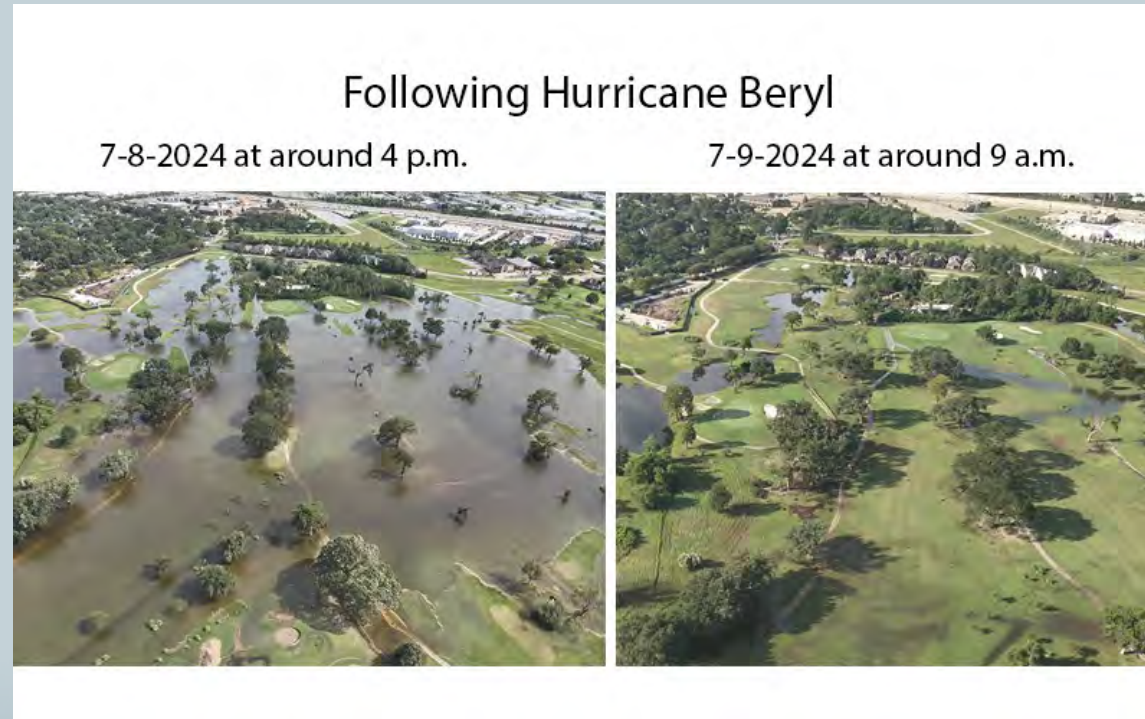 Following Hurricane Beryl
7-8-2024 at around 4 p.m.
7-9-2024 at around 9 a.m.